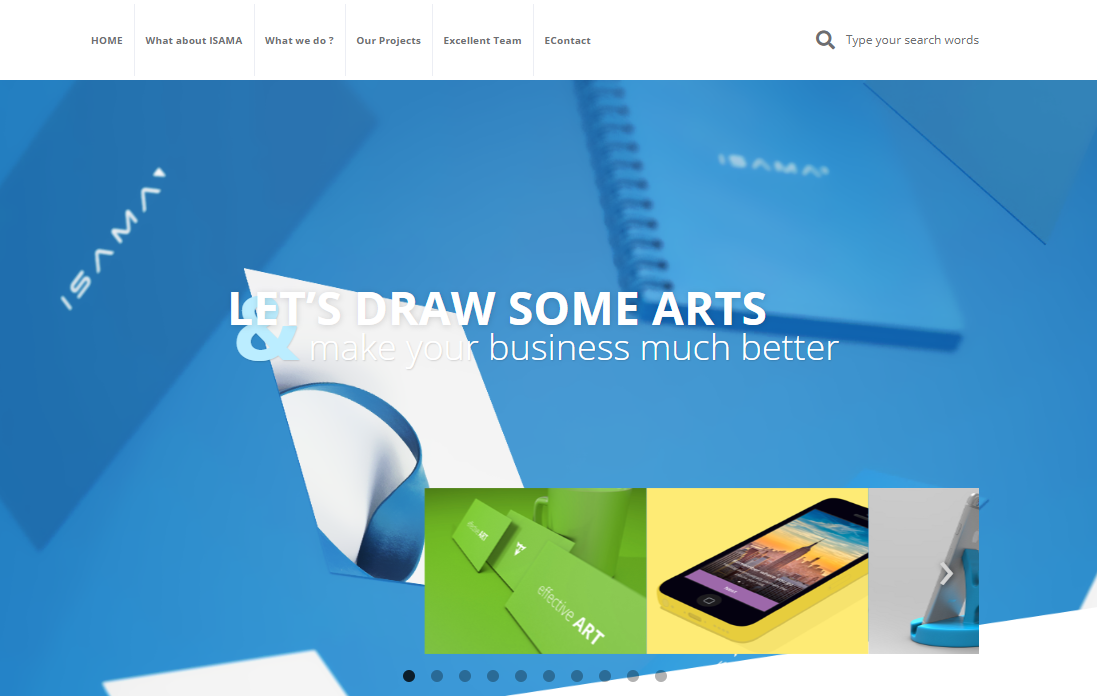 HOME
What about ISAMA
What we do ?
Our Projects
Excellent Team
EContact
Type your search words
ISAMA
ISAMA
LET'S DRAW SOME ARTS
& make your business much better
effective ART
effective ART